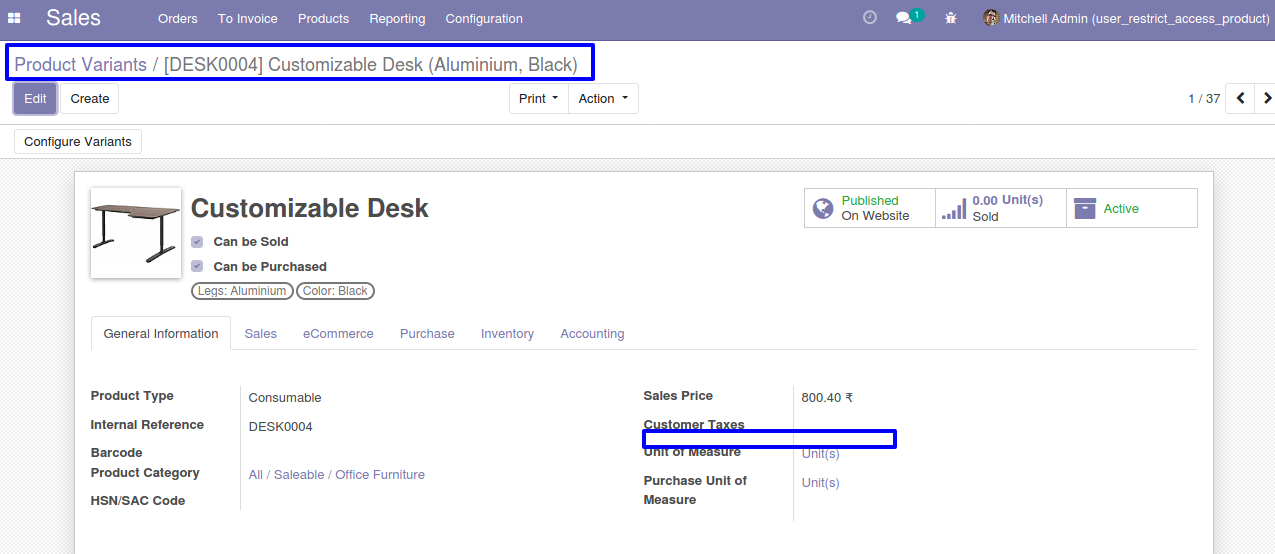 Sales Orders To Invoice Products Reporting Configuration 1 Mitchell Admin (user_restrict_access_product)
Product Variants / [DESK0004] Customizable Desk (Aluminium, Black)
Edit Create Print Action 1 / 37
Configure Variants
Customizable Desk
Published
On Website
0.00 Unit(s)
Sold
Active
Can be Sold
Can be Purchased
Legs: Aluminium Color: Black
General Information Sales eCommerce Purchase Inventory Accounting
Product Type Consumable
Internal Reference DESK0004
Barcode
Product Category All / Saleable / Office Furniture
HSN/SAC Code
Sales Price 800.40 ₹
Customer Taxes
Unit of Measure Unit(s)
Purchase Unit of Unit(s)
Measure